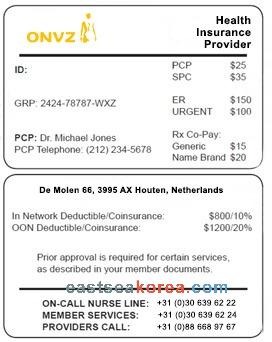 ONVZ
Health
Insurance
Provider
ID:
PCP $25
SPC $35
GRP: 2424-78787-WXZ
ER $150
URGENT $100
PCP: Dr. Michael Jones
PCP Telephone: (212) 234-5678
Rx Co-Pay:
Generic $15
Name Brand $20
De Molen 66, 3995 AX Houten, Netherlands
In Network Deductible/Coinsurance: $800/10%
OON Deductible/Coinsurance: $1200/20%
Prior approval is required for certain services,
as described in your member documents.
eastseakorea.com
ON-CALL NURSE LINE: +31 (0)30 639 62 22
MEMBER SERVICES: +31 (0)30 639 62 24
PROVIDERS CALL: +31 (0)88 668 97 67